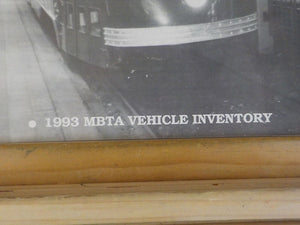 • 1993 MBTA VEHICLE INVENTORY